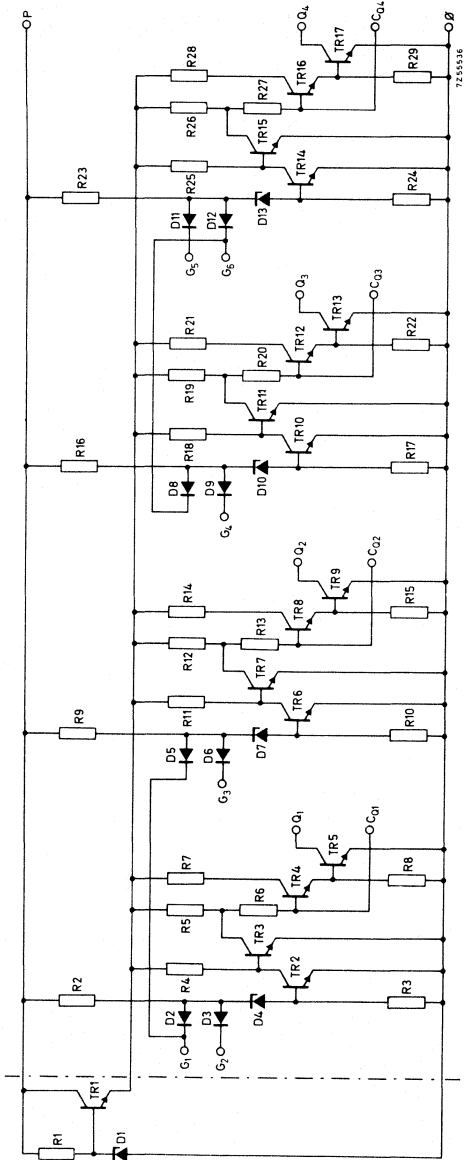 P
R1
TR1
D1
R2
D2
G1
D3
G2
D4
R3
R4
TR2
TR3
R5
R6
R7
TR4
TR5
Q1
CQ1
R8
R9
D5
D6
G3
D7
R10
R11
TR6
TR7
R12
R13
R14
TR8
TR9
Q2
CQ2
R15
R16
D8
D9
G4
D10
R17
R18
TR10
TR11
R19
R20
R21
TR12
TR13
Q3
CQ3
R22
R23
D11
G5
D12
G6
D13
R24
R25
TR14
TR15
R26
R27
R28
TR16
TR17
Q4
CQ4
R29
Ø
7Z55536